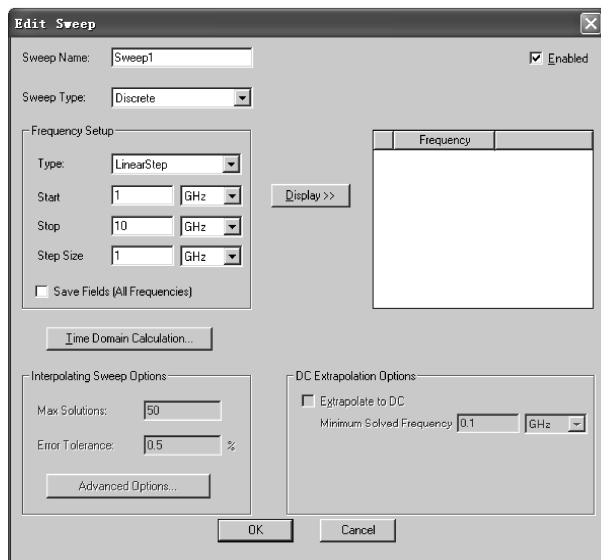 Edit Sweep
Sweep Name: Sweep1
Enabled
Sweep Type: Discrete
Frequency Setup
Type: LinearStep
Start 1 GHz
Stop 10 GHz
Step Size 1 GHz
Save Fields (All Frequencies)
Display >>
Frequency
Time Domain Calculation...
Interpolating Sweep Options
Max Solutions: 50
Error Tolerance: 0.5 %
Advanced Options...
DC Extrapolation Options
Extrapolate to DC
Minimum Solved Frequency 0.1 GHz
OK Cancel